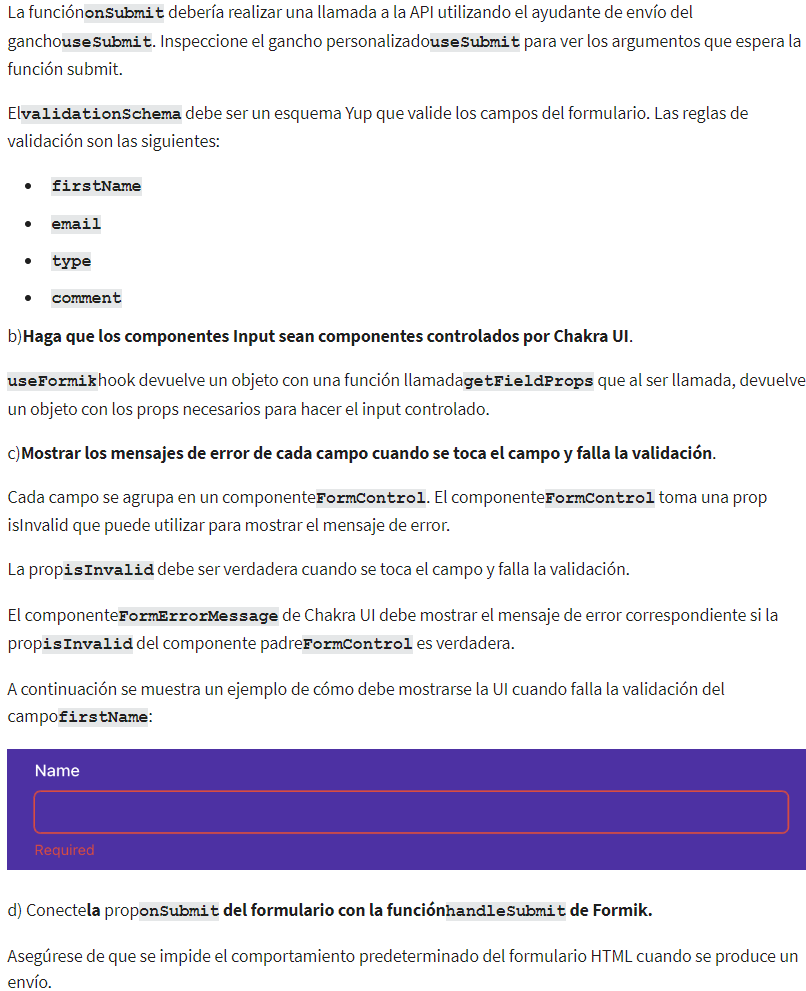 La funciónonSubmit debería realizar una llamada a la API utilizando el ayudante de envío del
ganchouseSubmit. Inspeccione el gancho personalizadouseSubmit para ver los argumentos que espera la
función submit.
ElvalidationSchema debe ser un esquema Yup que valide los campos del formulario. Las reglas de
validación son las siguientes:
• firstName
• email
• type
• comment
b)Haga que los componentes Input sean componentes controlados por Chakra UI.
useFormikhook devuelve un objeto con una función llamadagetFieldProps que al ser llamada, devuelve
un objeto con los props necesarios para hacer el input controlado.
c)Mostrar los mensajes de error de cada campo cuando se toca el campo y falla la validación.
Cada campo se agrupa en un componenteFormControl. El componenteFormControl toma una prop
isInvalid que puede utilizar para mostrar el mensaje de error.
La propisInvalid debe ser verdadera cuando se toca el campo y falla la validación.
El componenteFormErrorMessage de Chakra UI debe mostrar el mensaje de error correspondiente si la
propisInvalid del componente padreFormControl es verdadera.
A continuación se muestra un ejemplo de cómo debe mostrarse la UI cuando falla la validación del
campofirstName:
Name
Required
d) Conectela proponSubmit del formulario con la funciónhandleSubmit de Formik.
Asegúrese de que se impide el comportamiento predeterminado del formulario HTML cuando se produce un
envío.